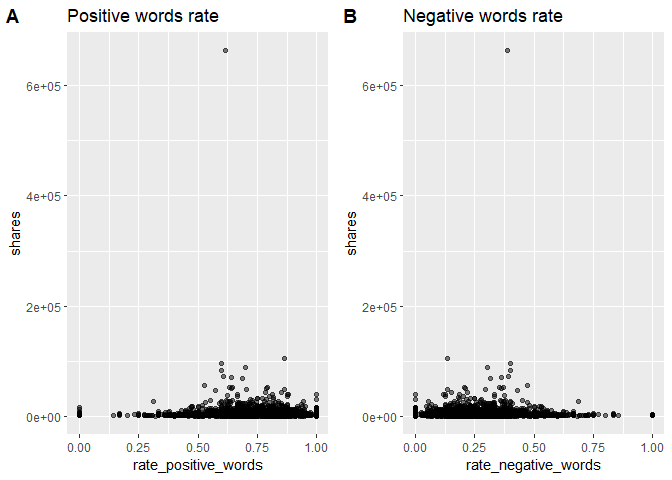 A Positive words rate
6e+05
4e+05
2e+05
0e+00
shares
0.00 0.25 0.50 0.75 1.00
rate_positive_words
B Negative words rate
6e+05
4e+05
2e+05
0e+00
shares
0.00 0.25 0.50 0.75 1.00
rate_negative_words